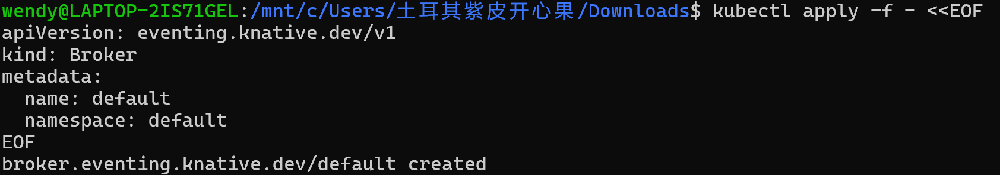 wendy@LAPTOP-2IS71GEL:/mnt/c/Users/土耳其紫皮开心果/Downloads$ kubectl apply -f - <<EOF
apiVersion: eventing.knative.dev/v1
kind: Broker
metadata:
  name: default
  namespace: default
EOF
broker.eventing.knative.dev/default created